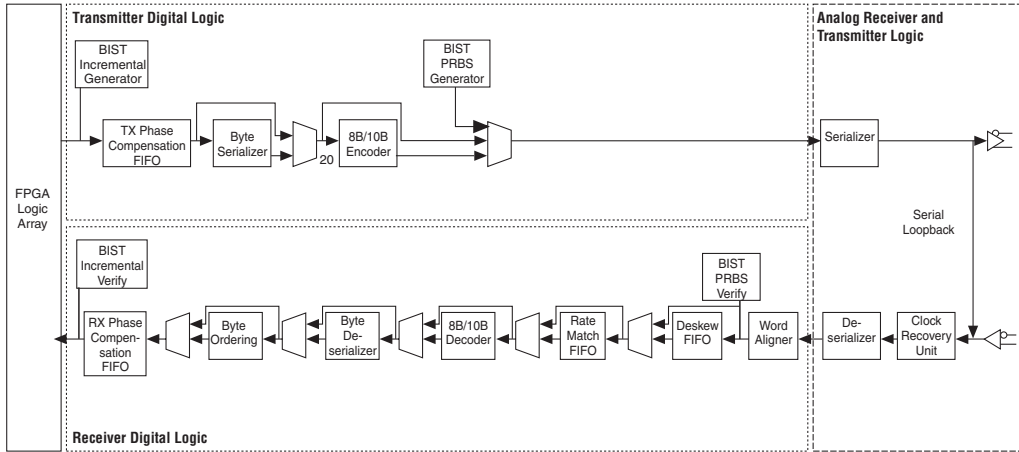 Transmitter Digital Logic
Analog Receiver and
Transmitter Logic
BIST
Incremental
Generator
BIST
PRBS
Generator
TX Phase
Compensation
FIFO
Byte
Serializer
20
8B/10B
Encoder
Serializer
FPGA
Logic
Array
Serial
Loopback
BIST
Incremental
Verify
BIST
PRBS
Verify
RX Phase
Compen-
sation
FIFO
Byte
Ordering
Byte
De-
serializer
8B/10B
Decoder
Rate
Match
FIFO
Deskew
FIFO
Word
Aligner
De-
serializer
Clock
Recovery
Unit
Receiver Digital Logic